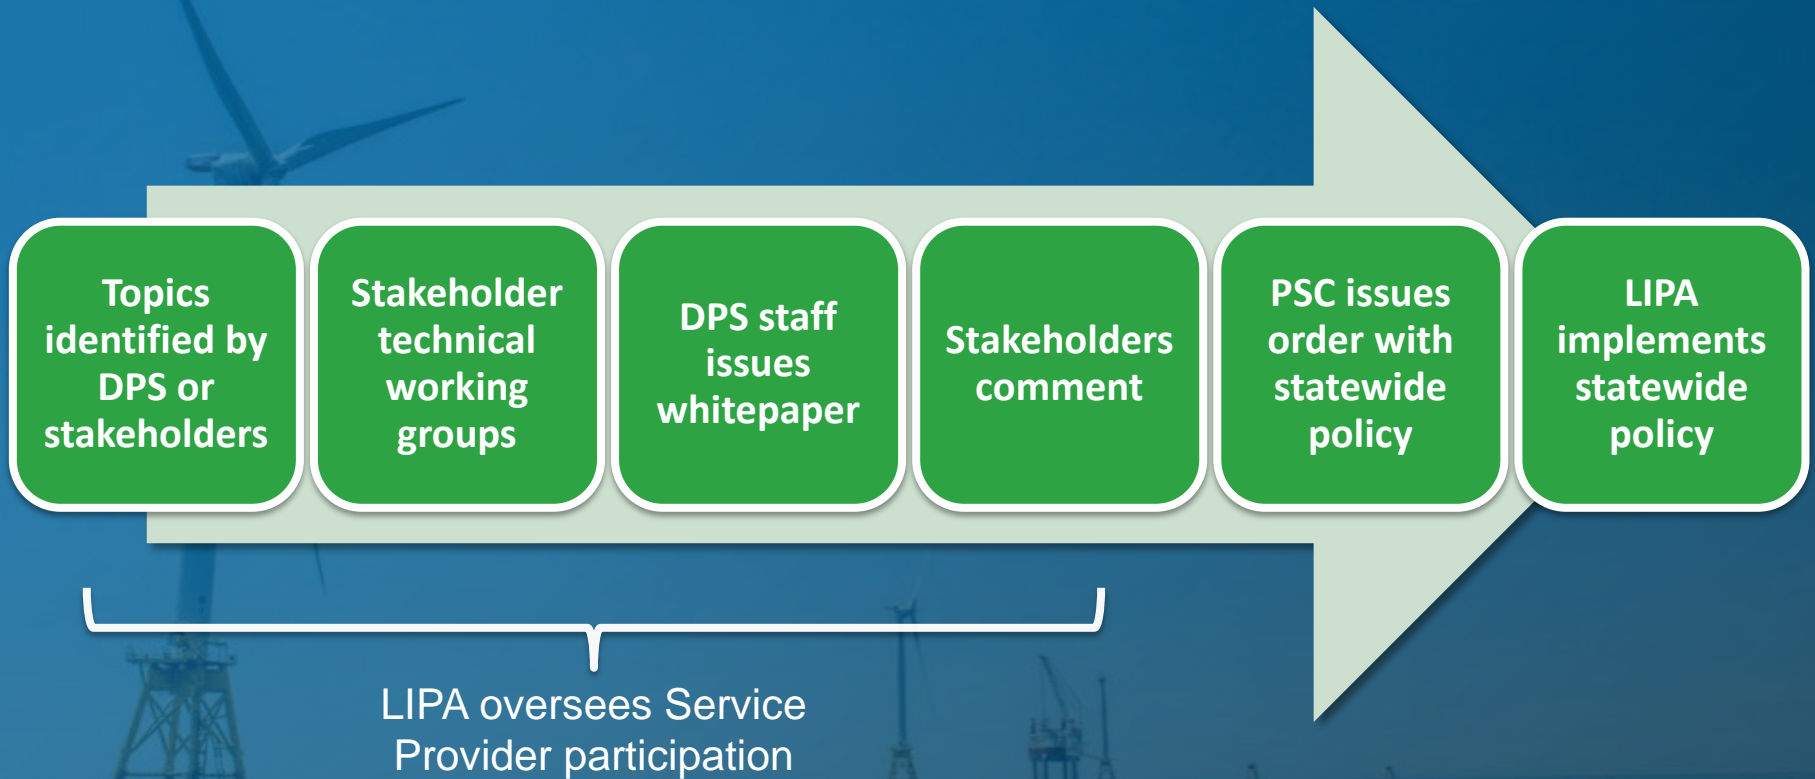 Topics
identified by
DPS or
stakeholders
Stakeholder
technical
working
groups
DPS staff
issues
whitepaper
Stakeholders
comment
PSC issues
order with
statewide
policy
LIPA
implements
statewide
policy
LIPA oversees Service
Provider participation